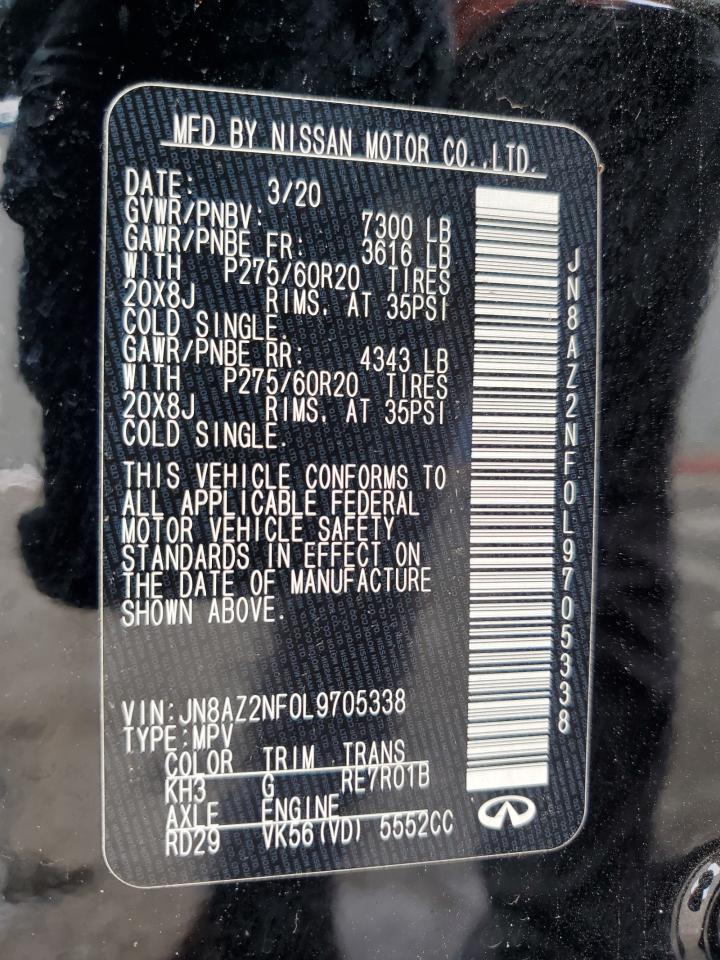 MFD BY NISSAN MOTOR CO.,LTD.
DATE: 3/20
GVWR/PNBV: 7300 LB
GAWR/PNBE FR: 3616 LB
WITH P275/60R20 TIRES
20X8J RIMS, AT 35PSI
COLD SINGLE.
GAWR/PNBE RR: 4343 LB
WITH P275/60R20 TIRES
20X8J RIMS, AT 35PSI
COLD SINGLE.
THIS VEHICLE CONFORMS TO
ALL APPLICABLE FEDERAL
MOTOR VEHICLE SAFETY
STANDARDS IN EFFECT ON
THE DATE OF MANUFACTURE
SHOWN ABOVE.
VIN:JN8AZ2NF0L9705338
TYPE:MPV
COLOR TRIM TRANS
KH3 G RE7R01B
AXLE ENGINE
RD29 VK56(VD) 5552CC
JN8AZ2NF0L9705338